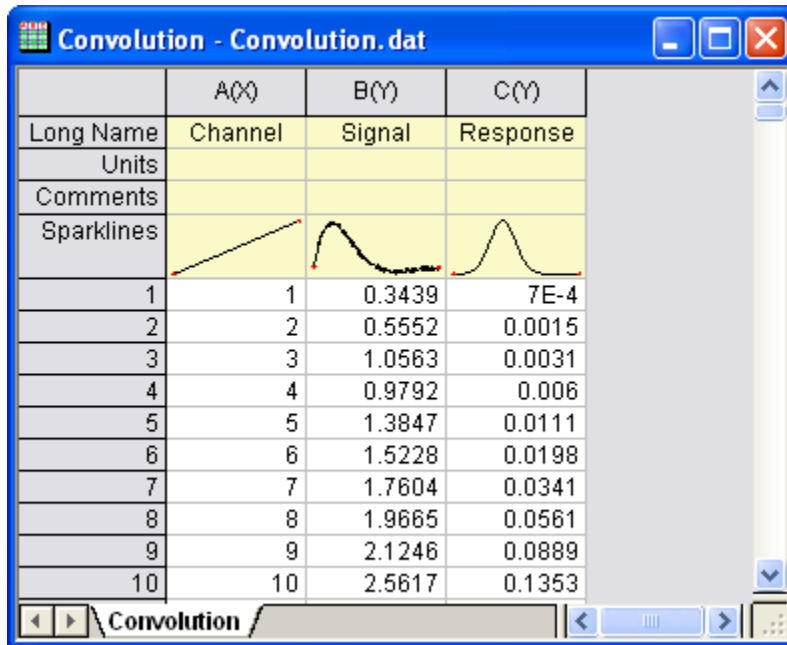 Convolution - Convolution.dat
A(X) B(Y) C(Y)
Long Name Channel Signal Response
Units
Comments
Sparklines
1 1 0.3439 7E-4
2 2 0.5552 0.0015
3 3 1.0563 0.0031
4 4 0.9792 0.006
5 5 1.3847 0.0111
6 6 1.5228 0.0198
7 7 1.7604 0.0341
8 8 1.9665 0.0561
9 9 2.1246 0.0889
10 10 2.5617 0.1353
Convolution